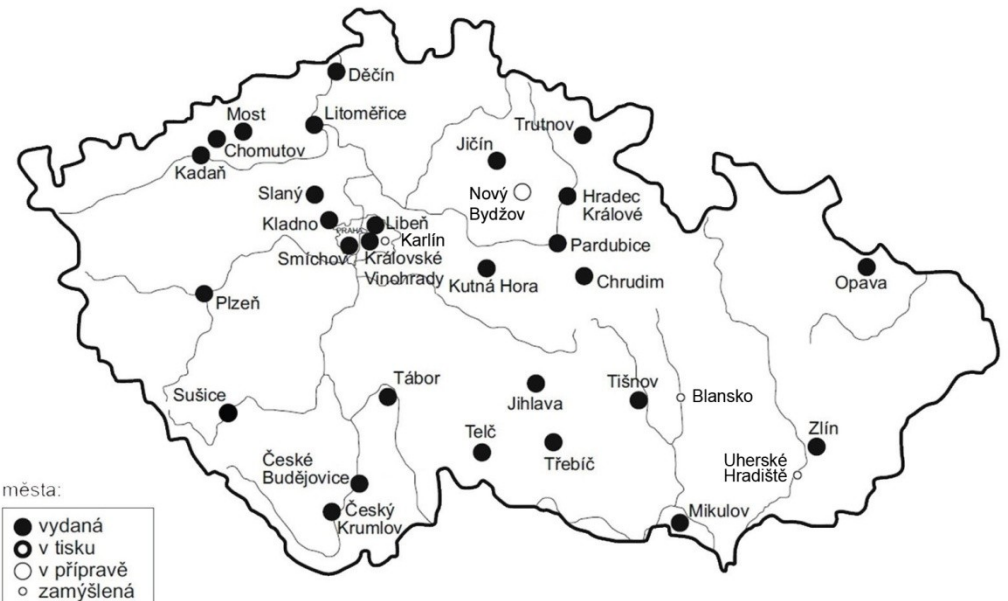 Děčín
Most
Litoměřice
Trutnov
Chomutov
Jičín
Kadaň
Slaný
Nový
Bydžov
Hradec
Králové
Kladno
Libeň
PRAHA
Karlín
Smíchov
Královské
Vinohrady
Pardubice
Kutná Hora
Chrudim
Opava
Plzeň
Tábor
Sušice
Jihlava
Tišnov
Blansko
Telč
Třebíč
Zlín
České
Budějovice
Uherské
Hradiště
Český
Krumlov
Mikulov
města:
vydaná
v tisku
v přípravě
zamýšlená